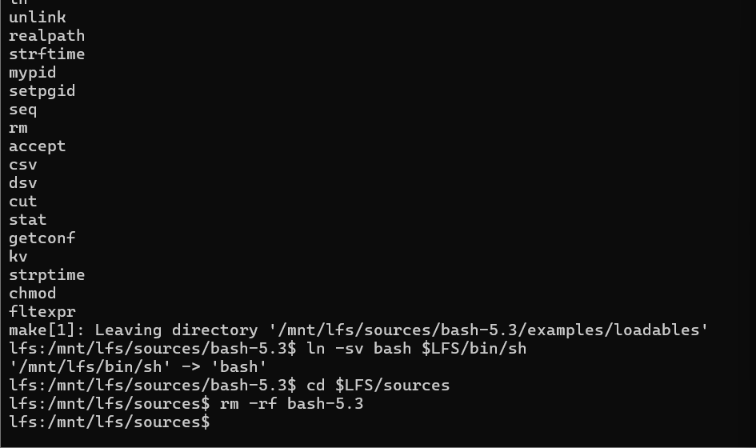 ln
unlink
realpath
strftime
mypid
setpgid
seq
rm
accept
csv
dsv
cut
stat
getconf
kv
strptime
chmod
fltexpr
make[1]: Leaving directory '/mnt/lfs/sources/bash-5.3/examples/loadables'
lfs:/mnt/lfs/sources/bash-5.3$ ln -sv bash $LFS/bin/sh
'/mnt/lfs/bin/sh' -> 'bash'
lfs:/mnt/lfs/sources/bash-5.3$ cd $LFS/sources
lfs:/mnt/lfs/sources$ rm -rf bash-5.3
lfs:/mnt/lfs/sources$